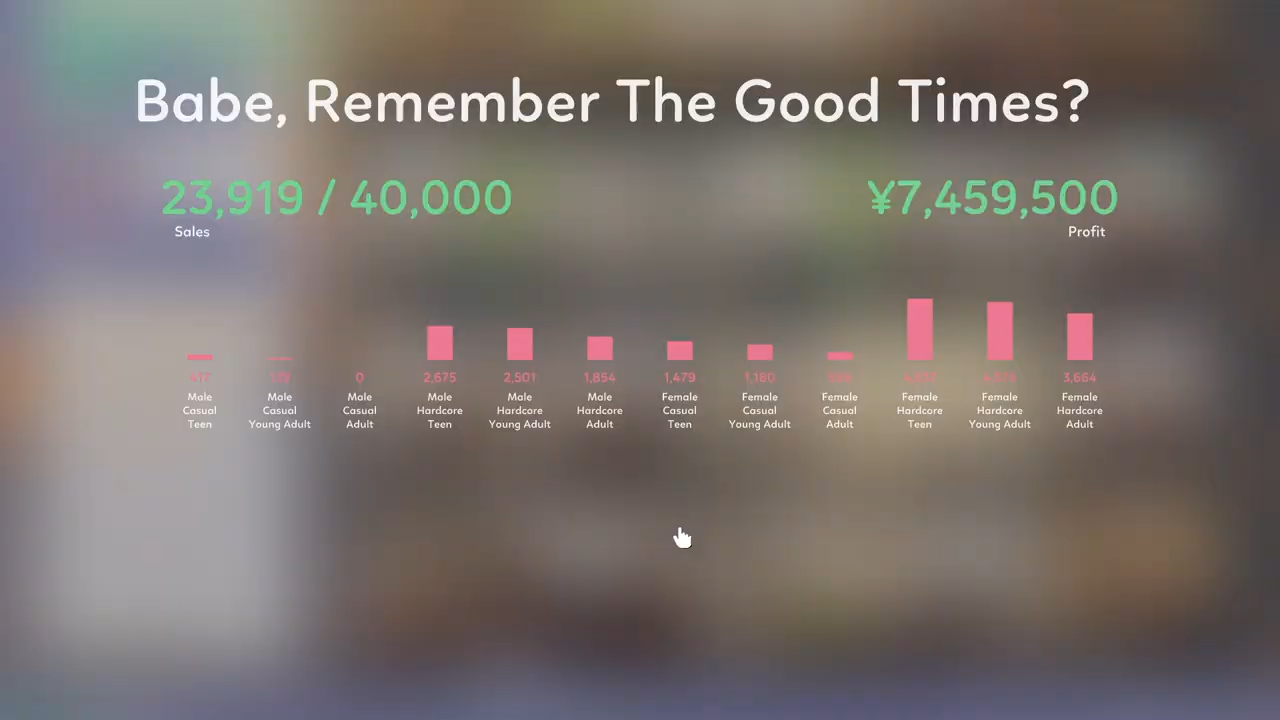 Babe, Remember The Good Times?
23,919 / 40,000
¥7,459,500
Sales
Profit
0
2,675
2,501
1,854
1,479
1,180
3,664
Male Casual Teen
Male Casual Young Adult
Male Casual Adult
Male Hardcore Teen
Male Hardcore Young Adult
Male Hardcore Adult
Female Casual Teen
Female Casual Young Adult
Female Casual Adult
Female Hardcore Teen
Female Hardcore Young Adult
Female Hardcore Adult